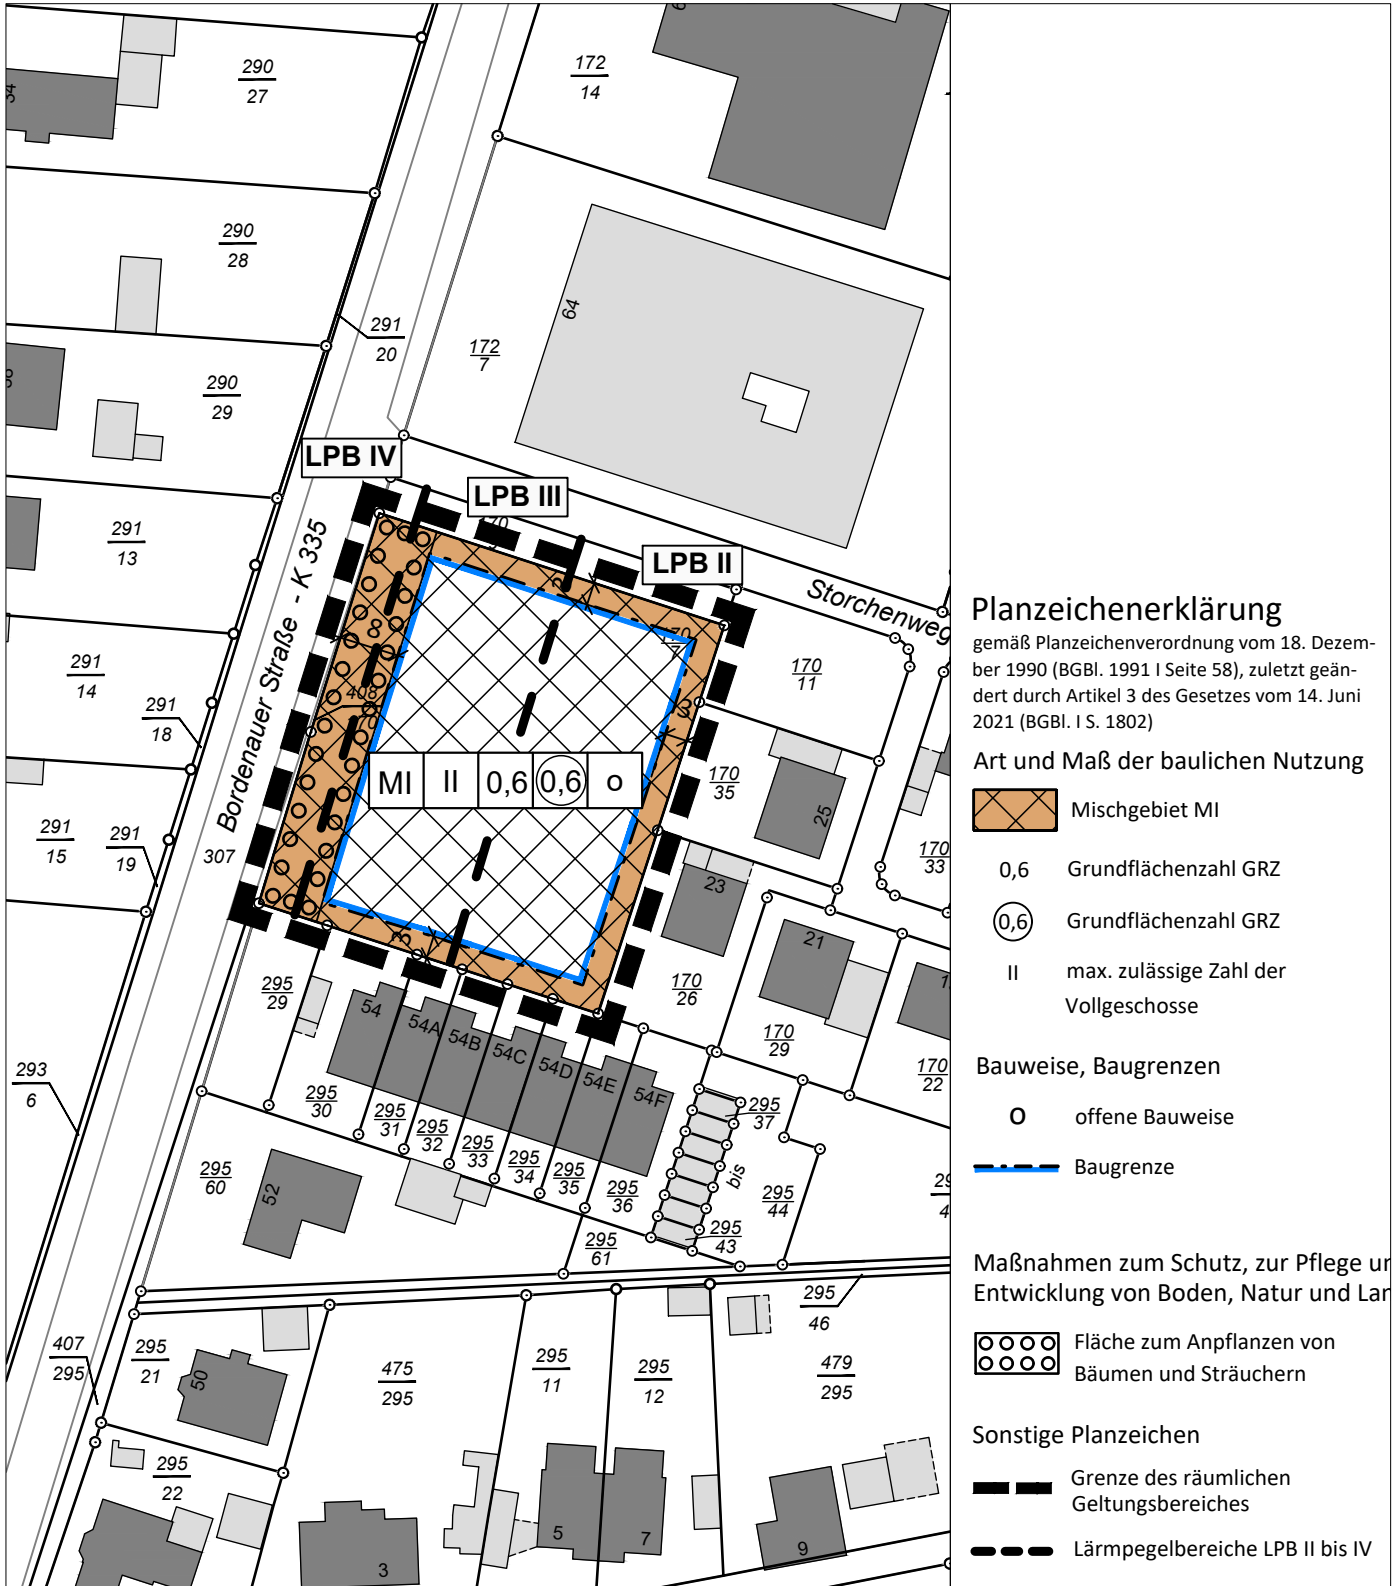 34
290
27
172
14
290
28
64
291
20
172
7
290
29
LPB IV
LPB III
LPB II
291
13
Bordenauer Straße - K 335
Storchenweg
291
14
8
408
170
11
291
18
3
170
35
MI II 0,6 0,6 o
25
291
15
291
19
307
170
33
23
21
3
295
29
170
26
54
54A
54B
54C
54D
54E
54F
170
29
170
22
293
6
295
30
295
31
295
32
295
33
295
34
295
35
295
36
295
37
bis
295
43
295
44
295
60
52
295
61
295
46
407
295
295
21
50
475
295
295
11
295
12
479
295
295
22
3
5
7
9
Planzeichenerklärung
gemäß Planzeichenverordnung vom 18. Dezem-
ber 1990 (BGBl. 1991 I Seite 58), zuletzt geän-
dert durch Artikel 3 des Gesetzes vom 14. Juni
2021 (BGBl. I S. 1802)
Art und Maß der baulichen Nutzung
Mischgebiet MI
0,6 Grundflächenzahl GRZ
0,6 Grundflächenzahl GRZ
II max. zulässige Zahl der
Vollgeschosse
Bauweise, Baugrenzen
o offene Bauweise
Baugrenze
Maßnahmen zum Schutz, zur Pflege un
Entwicklung von Boden, Natur und Lan
Fläche zum Anpflanzen von
Bäumen und Sträuchern
Sonstige Planzeichen
Grenze des räumlichen
Geltungsbereiches
Lärmpegelbereiche LPB II bis IV